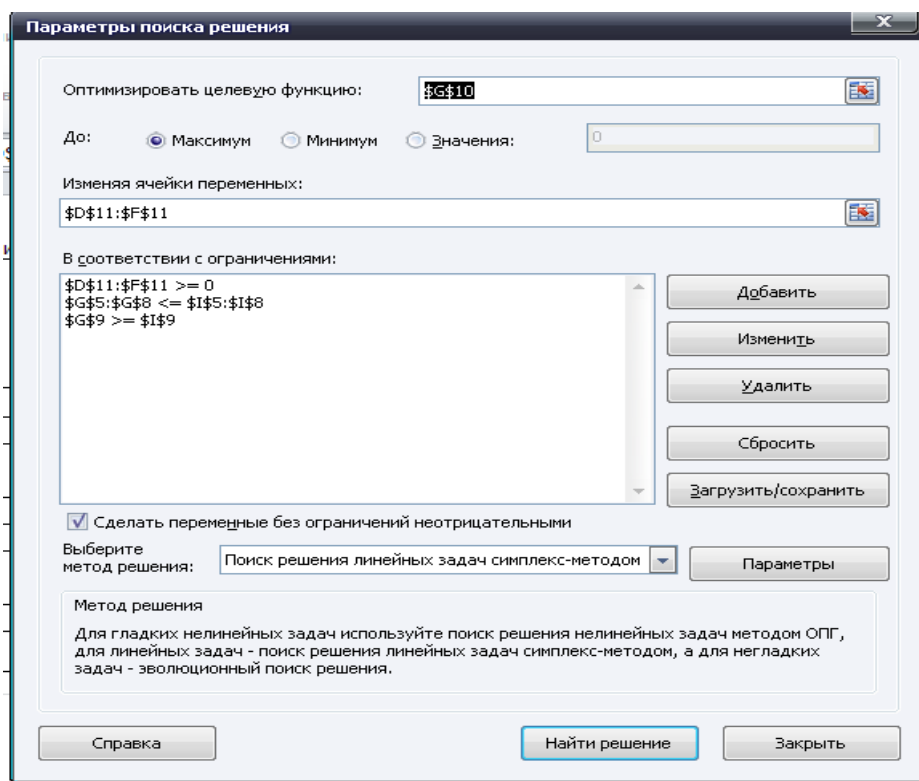 Параметры поиска решения
Оптимизировать целевую функцию: $G$10
До: Максимум Минимум Значения: 0
Изменяя ячейки переменных:
$D$11:$F$11
В соответствии с ограничениями:
$D$11:$F$11 >= 0
$G$5:$G$8 <= $I$5:$I$8
$G$9 >= $I$9
Добавить
Изменить
Удалить
Сбросить
Загрузить/сохранить
Сделать переменные без ограничений неотрицательными
Выберите
метод решения: Поиск решения линейных задач симплекс-методом Параметры
Метод решения
Для гладких нелинейных задач используйте поиск решения нелинейных задач методом ОПГ,
для линейных задач - поиск решения линейных задач симплекс-методом, а для негладких
задач - эволюционный поиск решения.
Справка Найти решение Закрыть